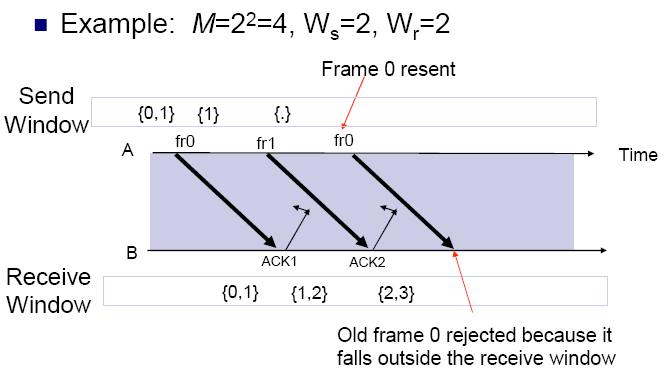 Example: M=2²=4, Wₛ=2, Wᵣ=2
Frame 0 resent
Send
Window
{0,1} {1} {.}
A fr0 fr1 fr0
Time
B
ACK1 ACK2
Receive
Window
{0,1} {1,2} {2,3}
Old frame 0 rejected because it
falls outside the receive window